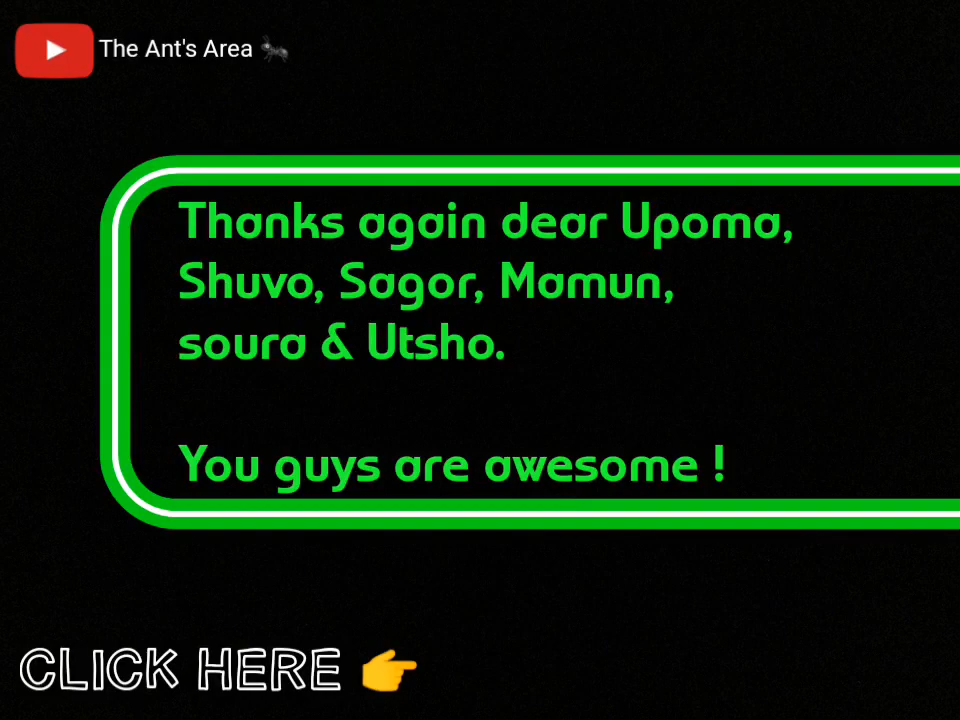 The Ant's Area 🐜
Thanks again dear Upoma,
Shuvo, Sagor, Mamun,
soura & Utsho.
You guys are awesome !
CLICK HERE 👉